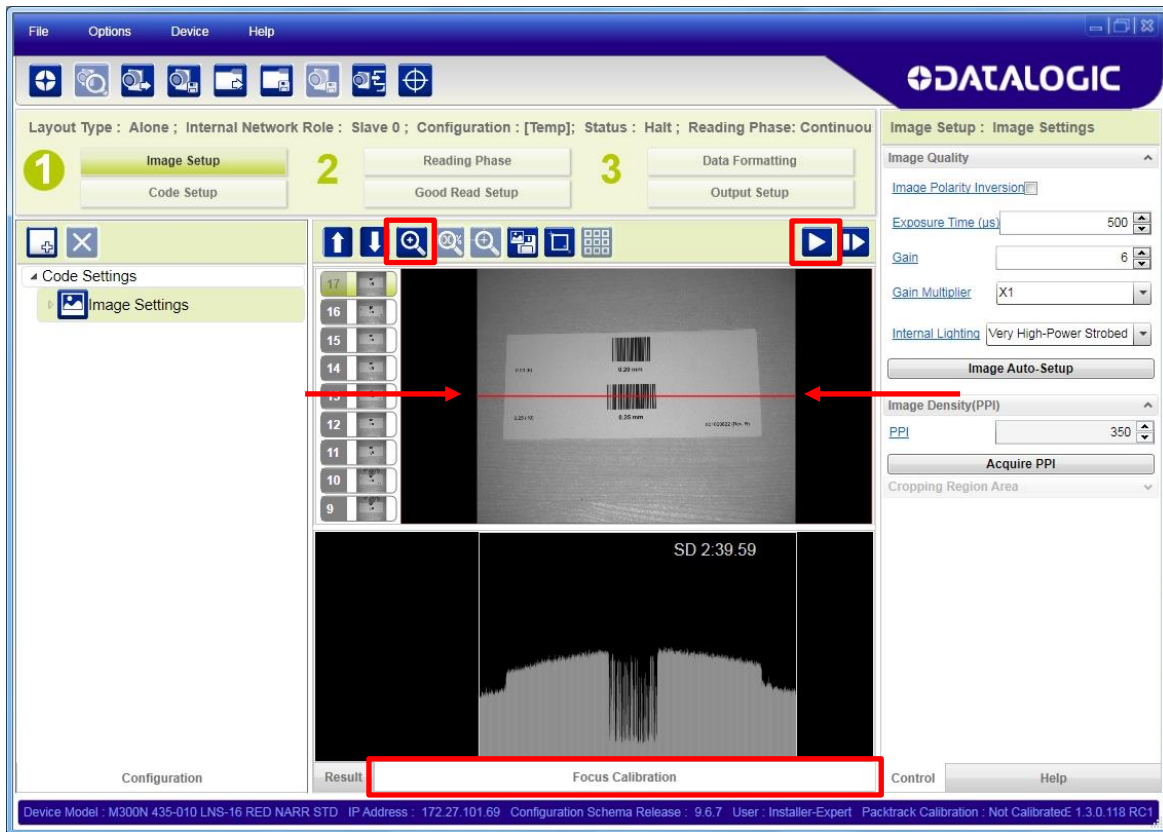 File Options Device Help
DATALOGIC
Layout Type : Alone ; Internal Network Role : Slave 0 ; Configuration : [Temp]; Status : Halt ; Reading Phase: Continuou
Image Setup : Image Settings
1 Image Setup
Code Setup
2 Reading Phase
Good Read Setup
3 Data Formatting
Output Setup
Code Settings
Image Settings
17
16
15
14
13
12
11
10
9
0.20 mm
0.25 mm
SD 2:39.59
Image Quality
Image Polarity Inversion
Exposure Time (µs) 500
Gain 6
Gain Multiplier X1
Internal Lighting Very High-Power Strobed
Image Auto-Setup
Image Density(PPI)
PPI 350
Acquire PPI
Cropping Region Area
Configuration
Result Focus Calibration
Control Help
Device Model : M300N 435-010 LNS-16 RED NARR STD IP Address : 172.27.101.69 Configuration Schema Release : 9.6.7 User : Installer-Expert Packtrack Calibration : Not Calibrated 1.3.0.118 RC1